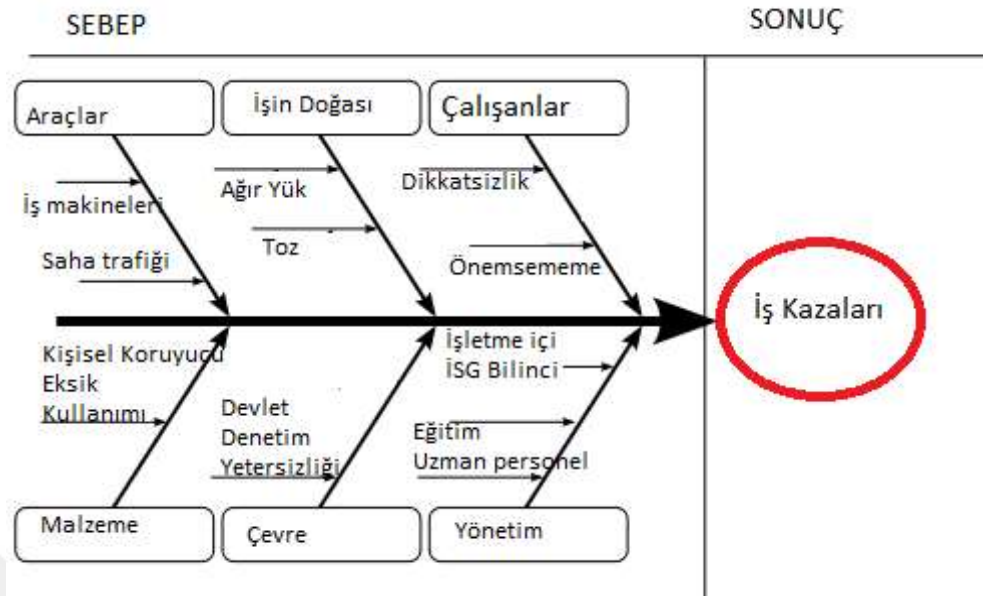 SEBEP
SONUÇ
Araçlar
İşin Doğası
Çalışanlar
İş makineleri
Saha trafiği
Ağır Yük
Toz
Dikkatsizlik
Önemsememe
İş Kazaları
Kişisel Koruyucu
Eksik
Kullanımı
Devlet
Denetim
Yetersizliği
İşletme içi
İSG Bilinci
Eğitim
Uzman personel
Malzeme
Çevre
Yönetim